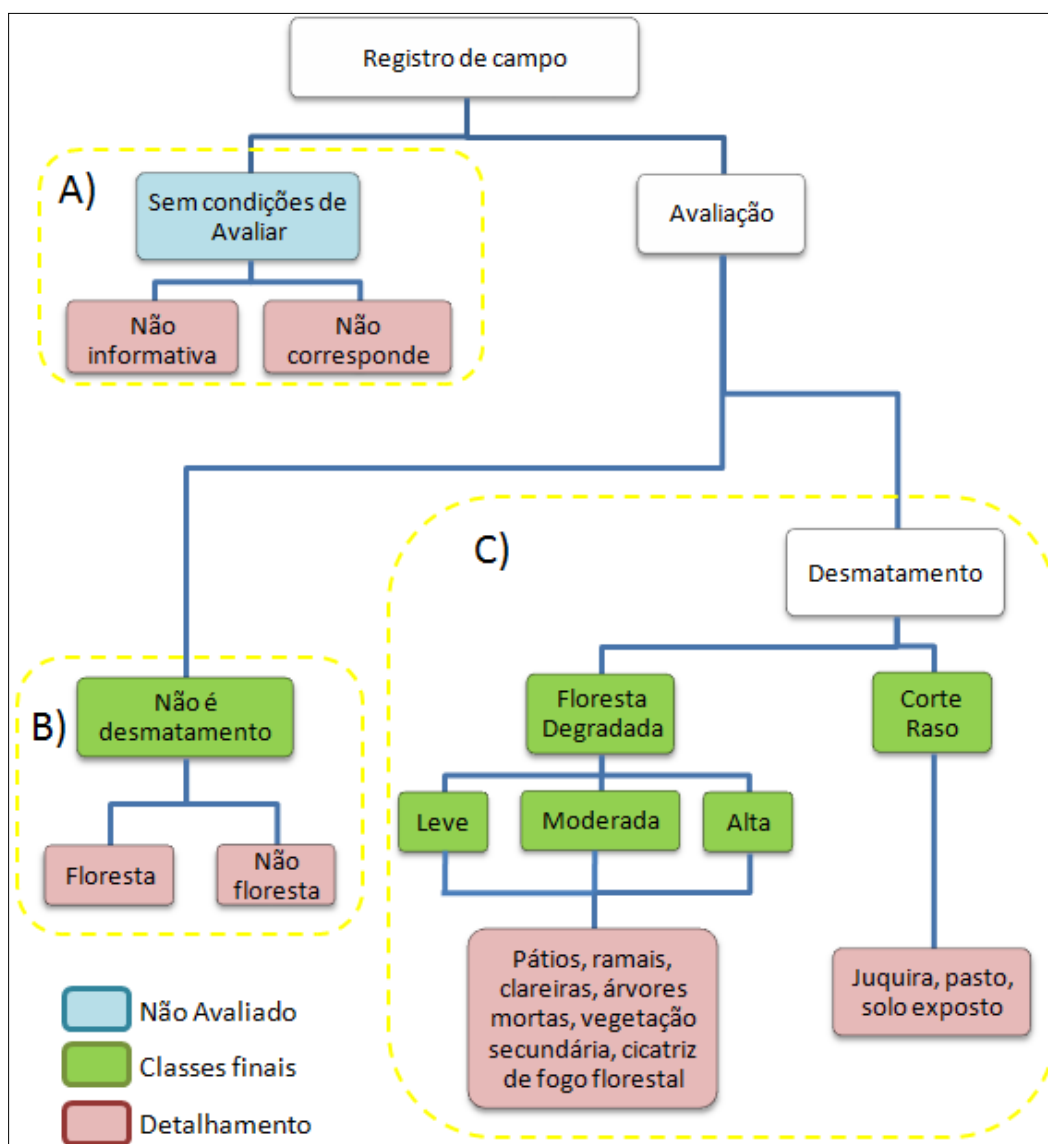 Registro de campo
A)
Sem condições de
Avaliar
Avaliação
Não
informativa
Não
corresponde
C)
Desmatamento
B)
Não é
desmatamento
Floresta
Degradada
Corte
Raso
Leve
Moderada
Alta
Floresta
Não
floresta
Pátios, ramais,
clareiras, árvores
mortas, vegetação
secundária, cicatriz
de fogo florestal
Juquira, pasto,
solo exposto
Não Avaliado
Classes finais
Detalhamento